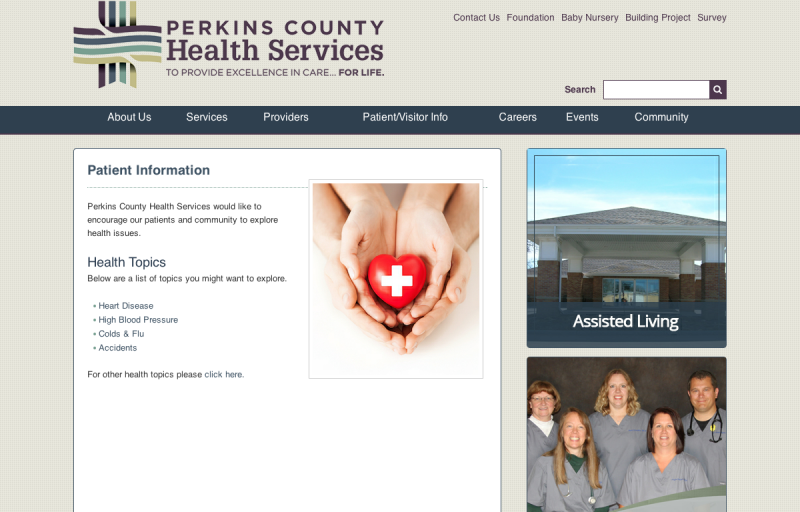 PERKINS COUNTY
Health Services
TO PROVIDE EXCELLENCE IN CARE... FOR LIFE.
Contact Us Foundation Baby Nursery Building Project Survey
Search
About Us Services Providers Patient/Visitor Info Careers Events Community
Patient Information
Perkins County Health Services would like to
encourage our patients and community to explore
health issues.
Health Topics
Below are a list of topics you might want to explore.
• Heart Disease
• High Blood Pressure
• Colds & Flu
• Accidents
For other health topics please click here.
Assisted Living